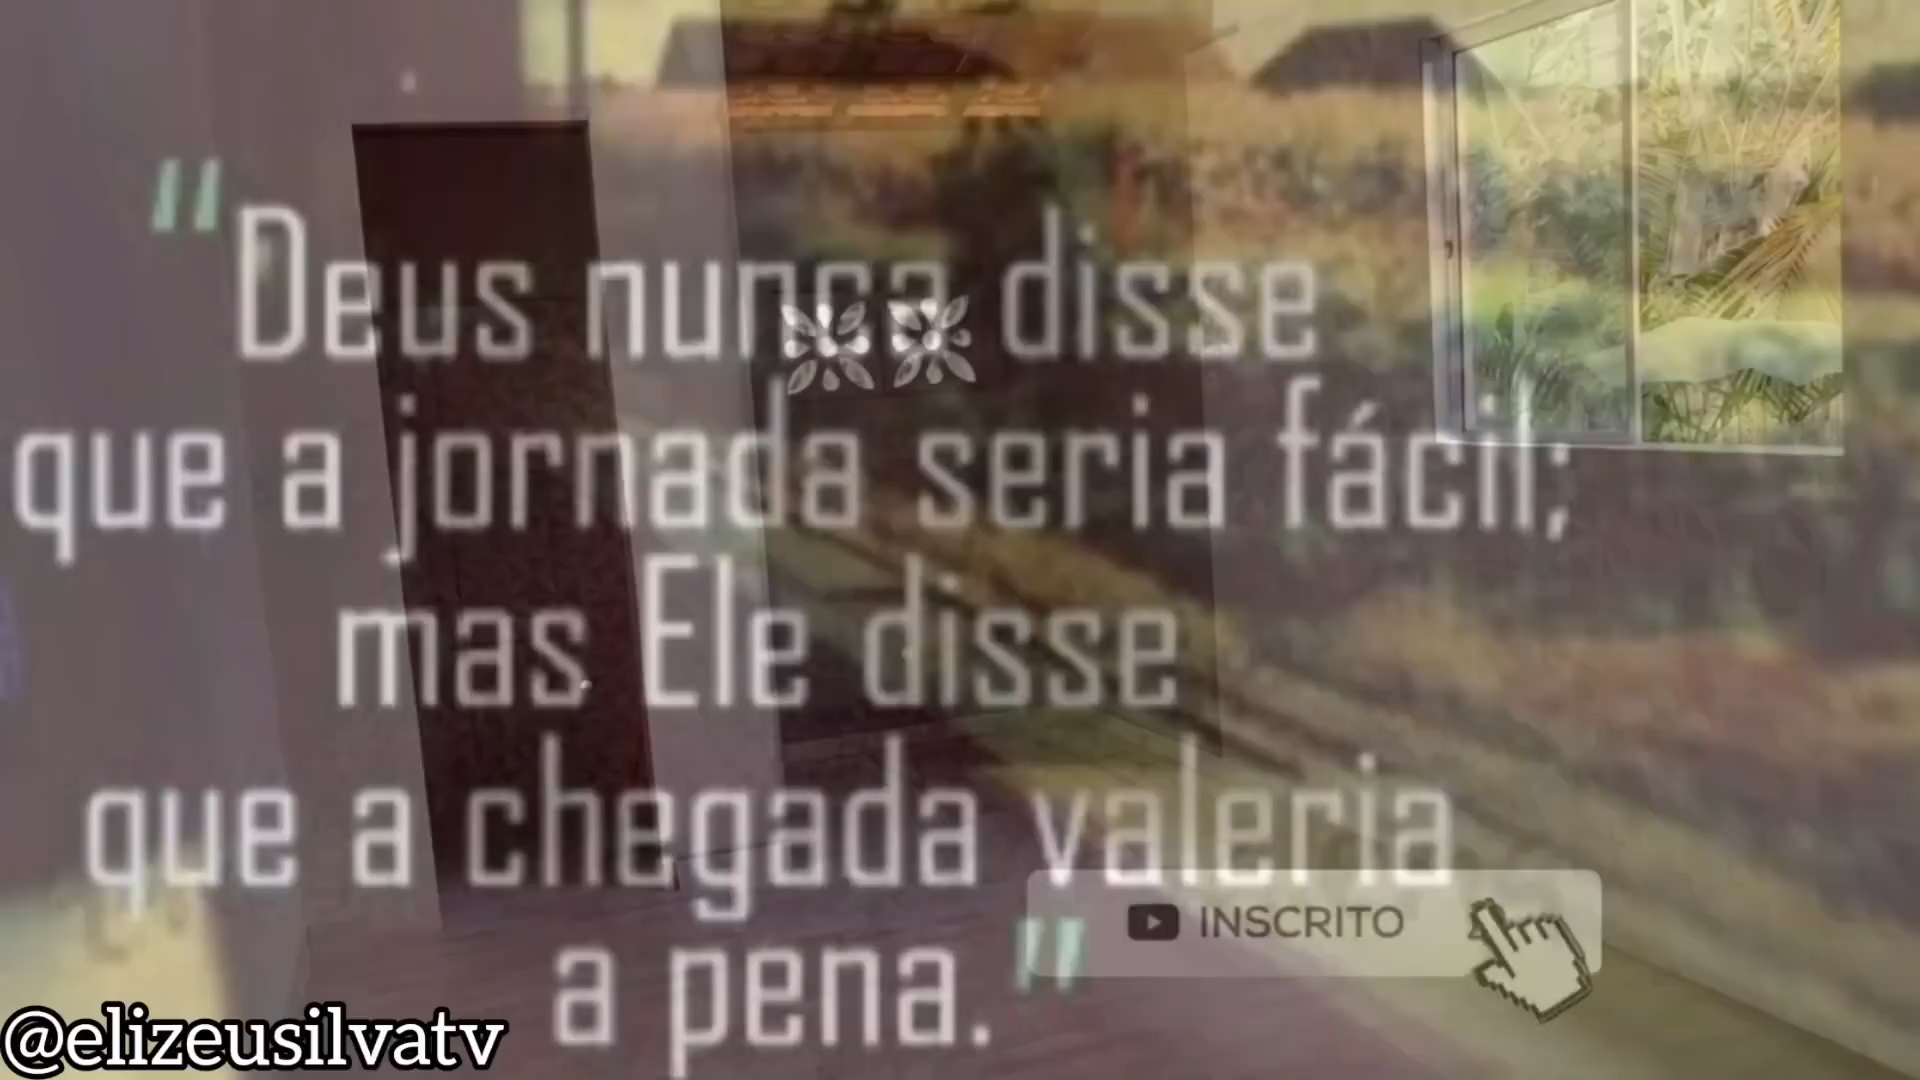 “Deus nunca disse
que a jornada seria fácil;
mas Ele disse
que a chegada valeria
a pena.”
INSCRITO
@elizeusilvatv